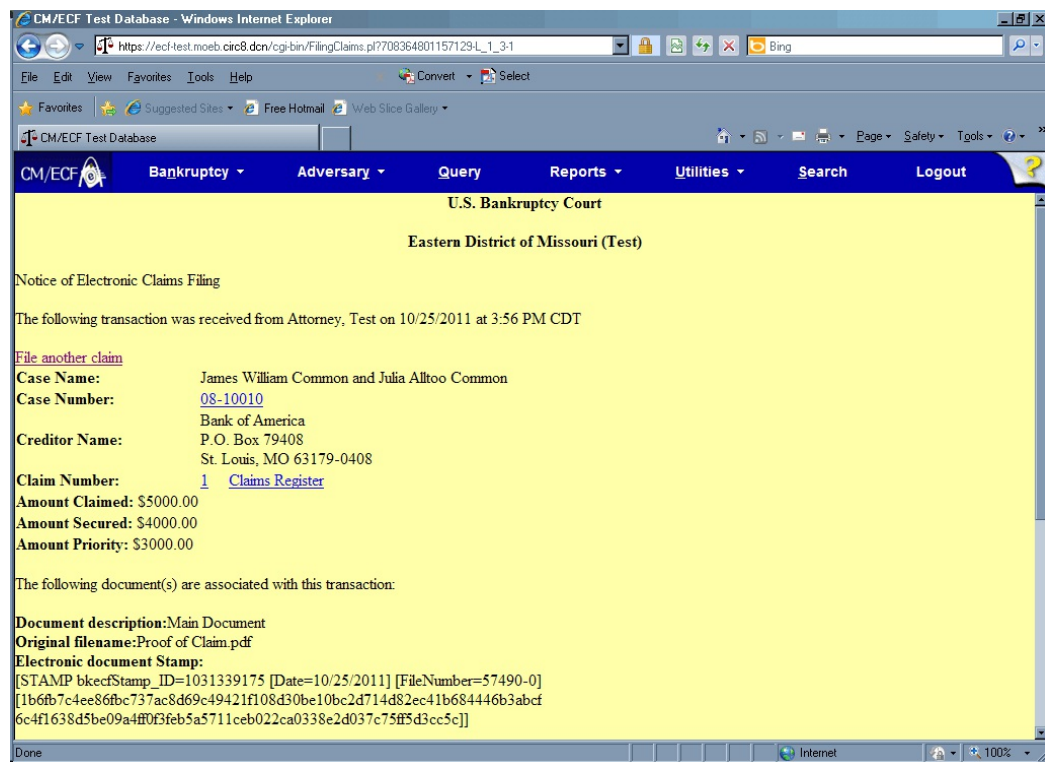 CM/ECF Test Database - Windows Internet Explorer
https://ecf-test.moeb.circ8.dcn/cgi-bin/FilingClaims.pl?708364801157129-L_1_3-1
Bing
File Edit View Favorites Tools Help
Convert Select
Favorites Suggested Sites Free Hotmail Web Slice Gallery
CM/ECF Test Database
Page Safety Tools
CM/ECF Bankruptcy Adversary Query Reports Utilities Search Logout ?
U.S. Bankruptcy Court
Eastern District of Missouri (Test)
Notice of Electronic Claims Filing
The following transaction was received from Attorney, Test on 10/25/2011 at 3:56 PM CDT
File another claim
Case Name: James William Common and Julia Alltoo Common
Case Number: 08-10010
Bank of America
Creditor Name: P.O. Box 79408
St. Louis, MO 63179-0408
Claim Number: 1 Claims Register
Amount Claimed: $5000.00
Amount Secured: $4000.00
Amount Priority: $3000.00
The following document(s) are associated with this transaction:
Document description:Main Document
Original filename:Proof of Claim.pdf
Electronic document Stamp:
[STAMP bkecfStamp_ID=1031339175 [Date=10/25/2011] [FileNumber=57490-0]
[1b6fb7c4ee86fbc737ac8d69c49421f108d30be10bc2d714d82ec41b684446b3abcf
6c4f1638d5be09a4ff0f3feb5a5711ceb022ca0338e2d037c75ff5d3cc5c]]
Done Internet 100%